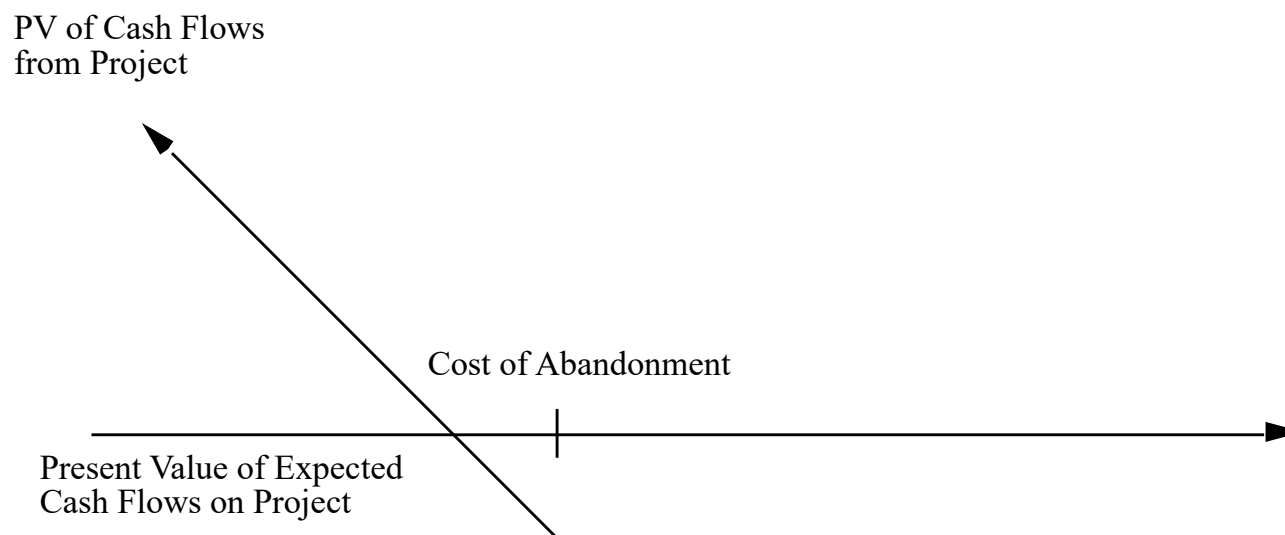 PV of Cash Flows
from Project
Cost of Abandonment
Present Value of Expected
Cash Flows on Project